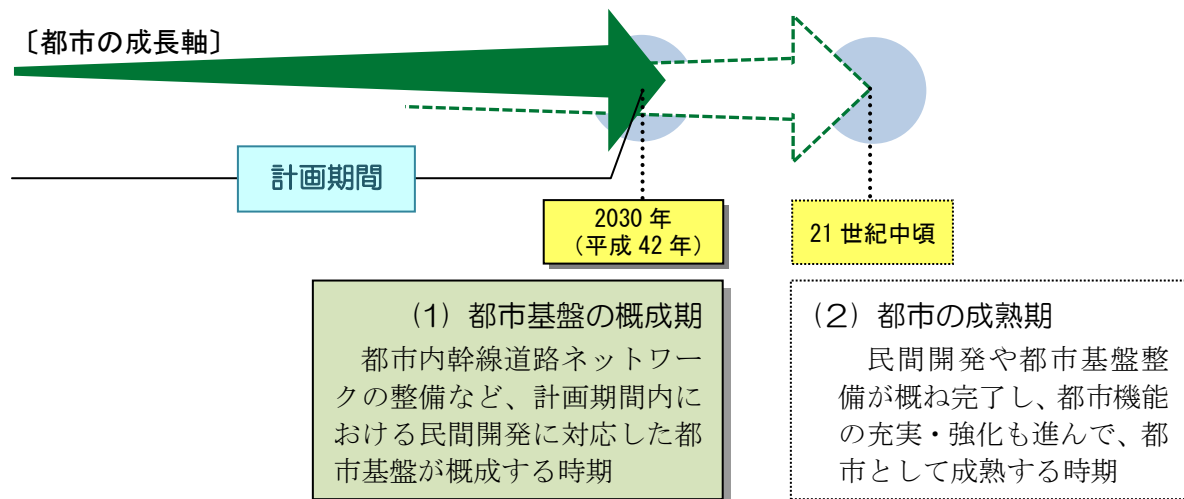 〔都市の成長軸〕
計画期間
2030 年
（平成 42 年）
21 世紀中頃
（1）都市基盤の概成期
都市内幹線道路ネットワー
クの整備など、計画期間内に
おける民間開発に対応した都
市基盤が概成する時期
（2）都市の成熟期
民間開発や都市基盤整
備が概ね完了し、都市機能
の充実・強化も進んで、都
市として成熟する時期